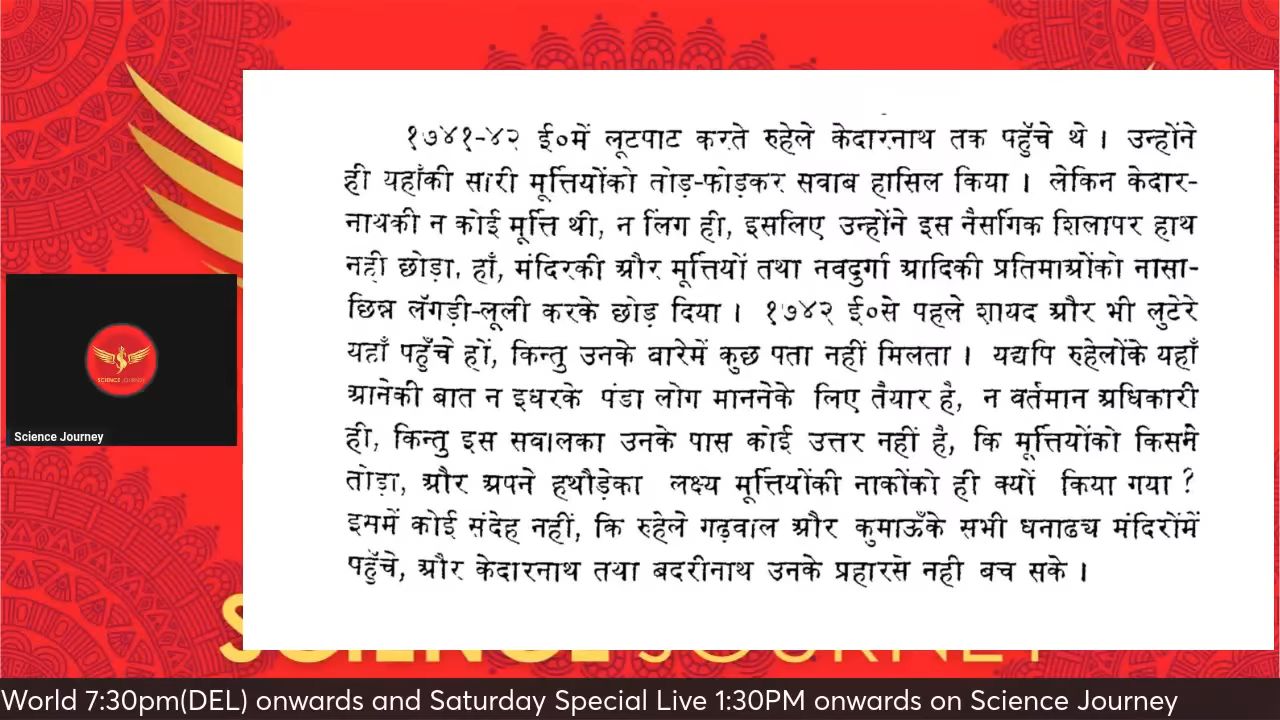 १७४१-४२ ई०में लूटपाट करते रुहेले केदारनाथ तक पहुँचे थे । उन्होंने
ही यहाँकी सारी मूर्त्तियोंको तोड़-फोड़कर सवाब हासिल किया । लेकिन केदार-
नाथकी न कोई मूर्त्ति थी, न लिंग ही, इसलिए उन्होंने इस नैसर्गिक शिलापर हाथ
नहीं छोड़ा, हाँ, मंदिरकी और मूर्त्तियों तथा नवदुर्गा आदिकी प्रतिमाओंको नासा-
छिन्न लँगड़ी-लूली करके छोड़ दिया । १७४२ ई०से पहले शायद और भी लुटेरे
यहाँ पहुँचे हों, किन्तु उनके बारेमें कुछ पता नहीं मिलता । यद्यपि रुहेलोंके यहाँ
आनेकी बात न इधरके पंडा लोग माननेके लिए तैयार है, न वर्तमान अधिकारी
ही, किन्तु इस सवालका उनके पास कोई उत्तर नहीं है, कि मूर्त्तियोंको किसने
तोड़ा, और अपने हथौड़ेका लक्ष्य मूर्त्तियोंकी नाकोंको ही क्यों किया गया ?
इसमें कोई संदेह नहीं, कि रुहेले गढ़वाल और कुमाऊँके सभी धनाढ्य मंदिरोंमें
पहुँचे, और केदारनाथ तथा बदरीनाथ उनके प्रहारसे नही बच सके ।
SCIENCE JOURNEY
Science Journey
SCIENCE JOURNEY
World 7:30pm(DEL) onwards and Saturday Special Live 1:30PM onwards on Science Journey